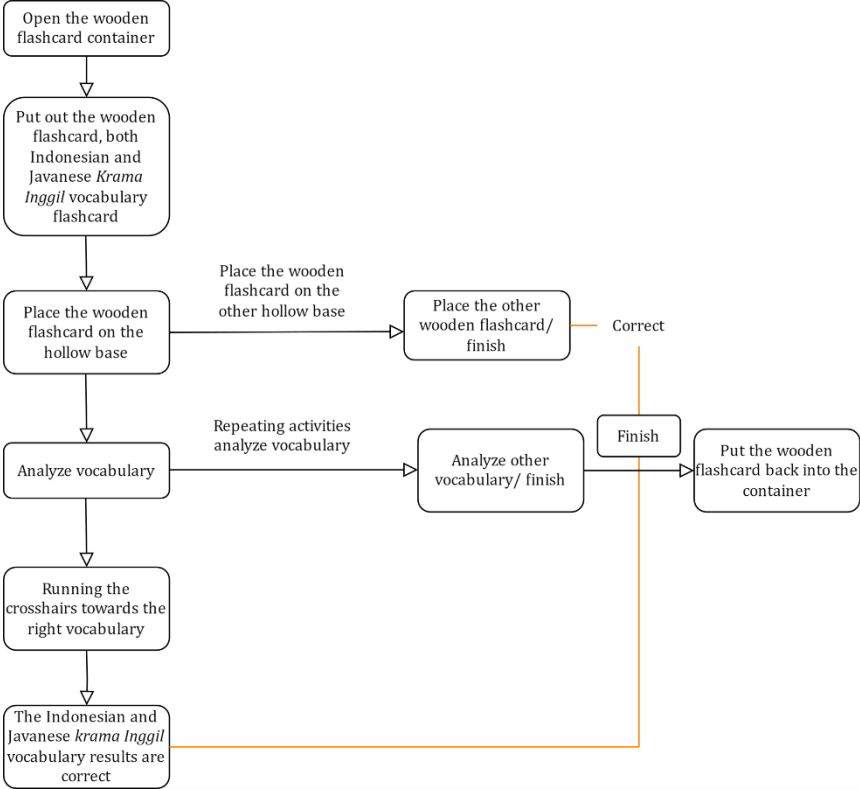 Open the wooden
flashcard container
Put out the wooden
flashcard, both
Indonesian and
Javanese Krama
Inggil vocabulary
flashcard
Place the wooden
flashcard on the
hollow base
Place the wooden
flashcard on the
other hollow base
Place the other
wooden flashcard/
finish
Correct
Analyze vocabulary
Repeating activities
analyze vocabulary
Analyze other
vocabulary/ finish
Finish
Put the wooden
flashcard back into the
container
Running the
crosshairs towards the
right vocabulary
The Indonesian and
Javanese krama Inggil
vocabulary results are
correct